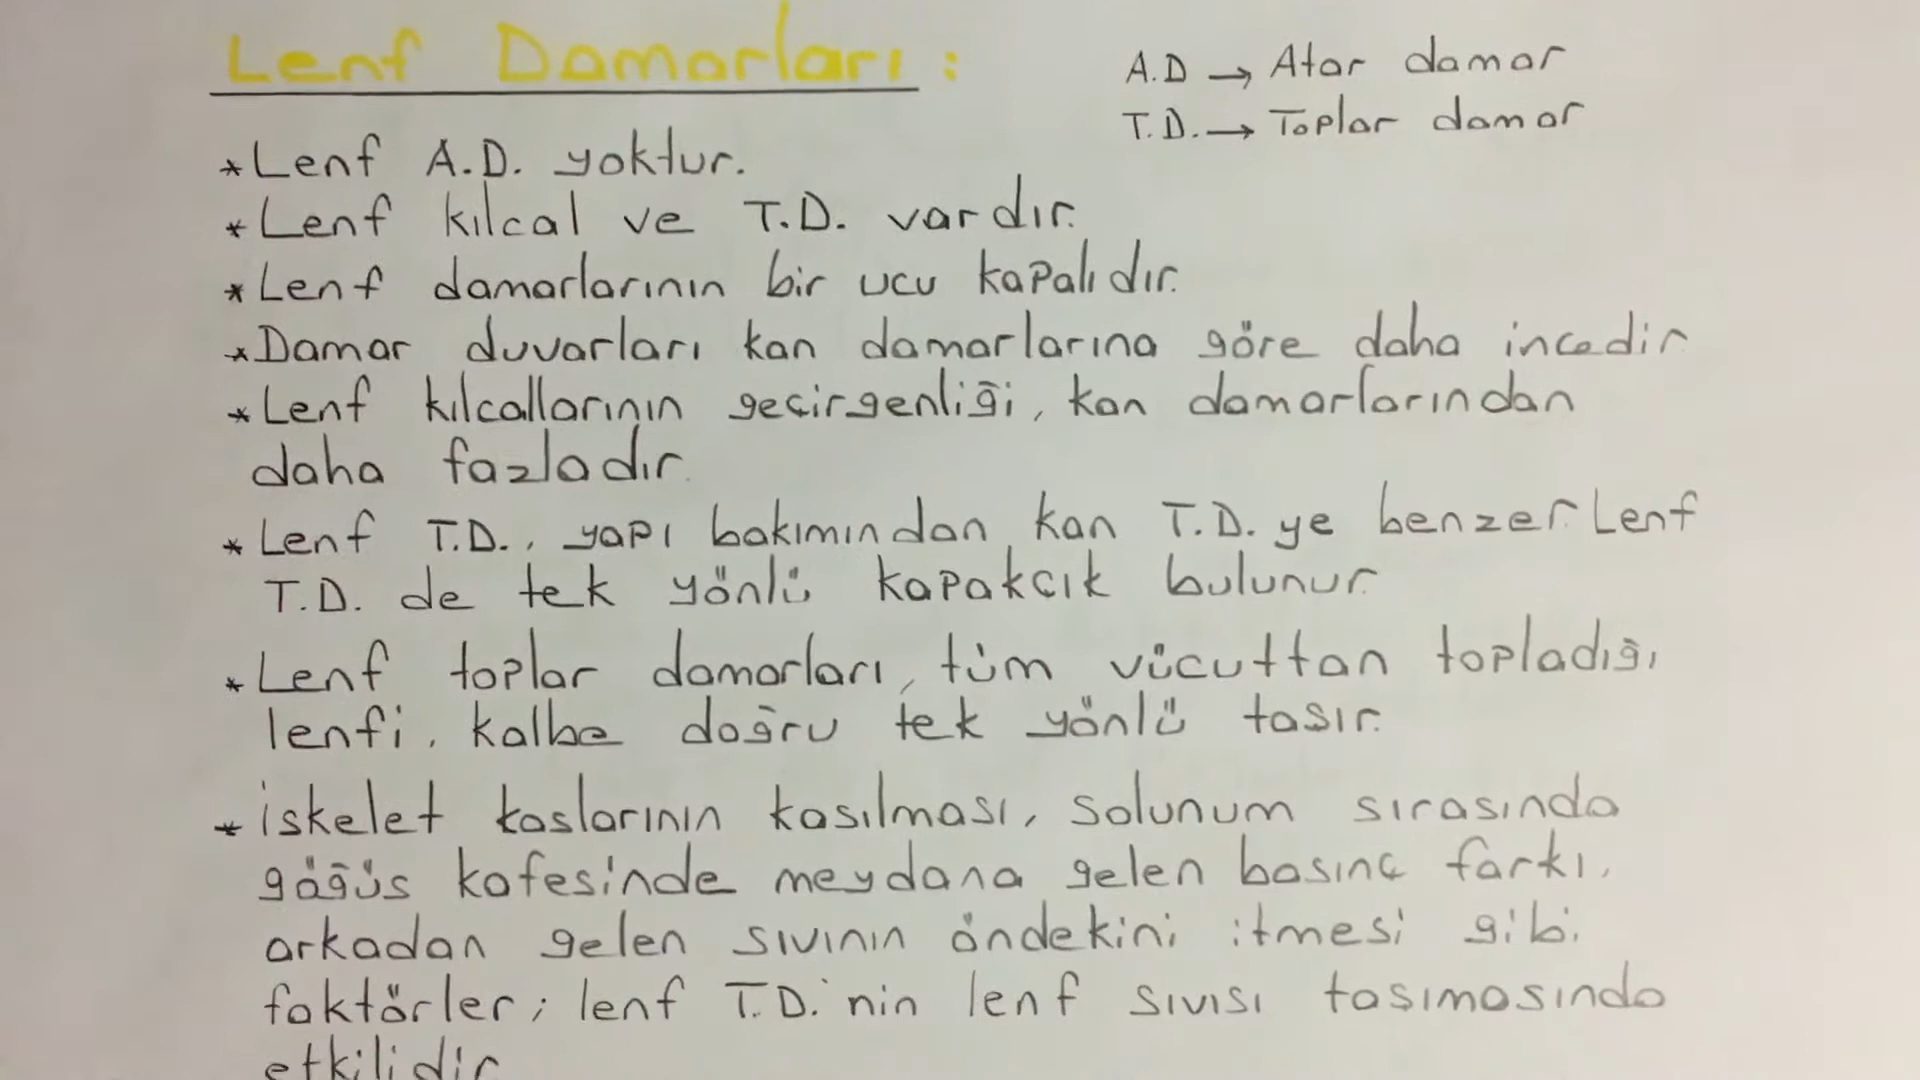 Lenf Damarları:
A.D → Atar damar
T.D. → Toplar damar
* Lenf A.D. yoktur.
* Lenf kılcal ve T.D. vardır.
* Lenf damarlarının bir ucu kapalıdır.
* Damar duvarları kan damarlarına göre daha incedir
* Lenf kılcallarının geçirgenliği, kan damarlarından
daha fazladır.
* Lenf T.D., yapı bakımından kan T.D. ye benzer Lenf
T.D. de tek yönlü kapakçık bulunur.
* Lenf toplar damarları, tüm vücuttan topladığı
lenfi, kalbe doğru tek yönlü tasır.
* iskelet kaslarının kasılması, solunum sırasında
göğüs kafesinde meydana gelen basınç farkı,
arkadan gelen sıvının öndekini itmesi gibi
faktörler; lenf T.D.'nin lenf sıvısı tasımasında
etkilidir